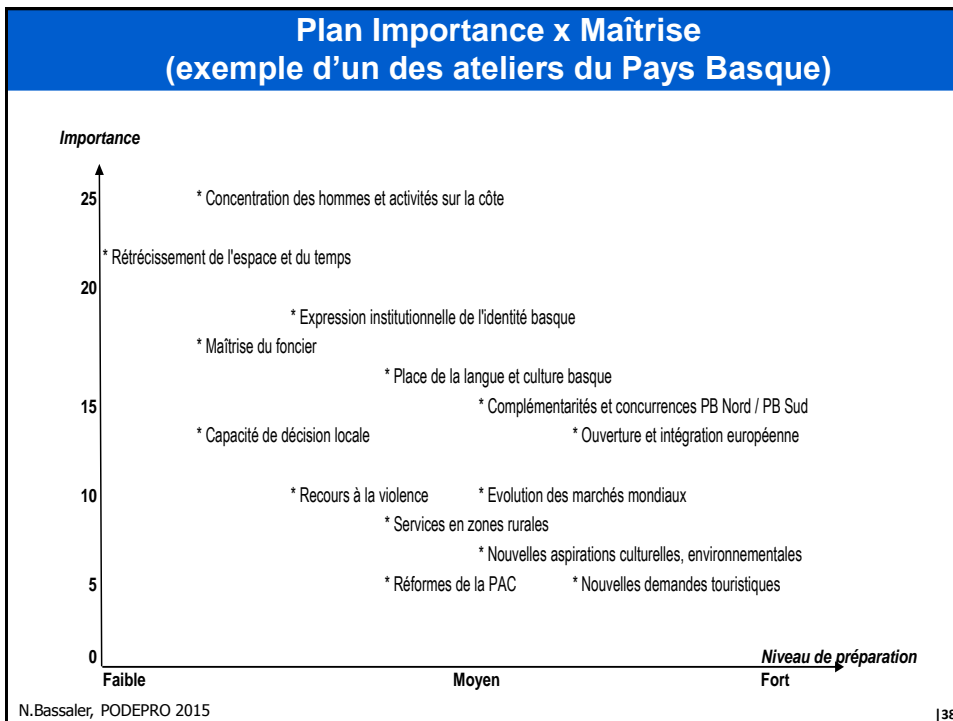 Plan Importance x Maîtrise
(exemple d'un des ateliers du Pays Basque)
Importance
25
* Concentration des hommes et activités sur la côte
* Rétrécissement de l'espace et du temps
20
* Expression institutionnelle de l'identité basque
* Maîtrise du foncier
* Place de la langue et culture basque
15
* Complémentarités et concurrences PB Nord / PB Sud
* Capacité de décision locale
* Ouverture et intégration européenne
10
* Recours à la violence
* Evolution des marchés mondiaux
* Services en zones rurales
* Nouvelles aspirations culturelles, environnementales
5
* Réformes de la PAC
* Nouvelles demandes touristiques
0
Niveau de préparation
Faible
Moyen
Fort
N.Bassaler, PODEPRO 2015
|38